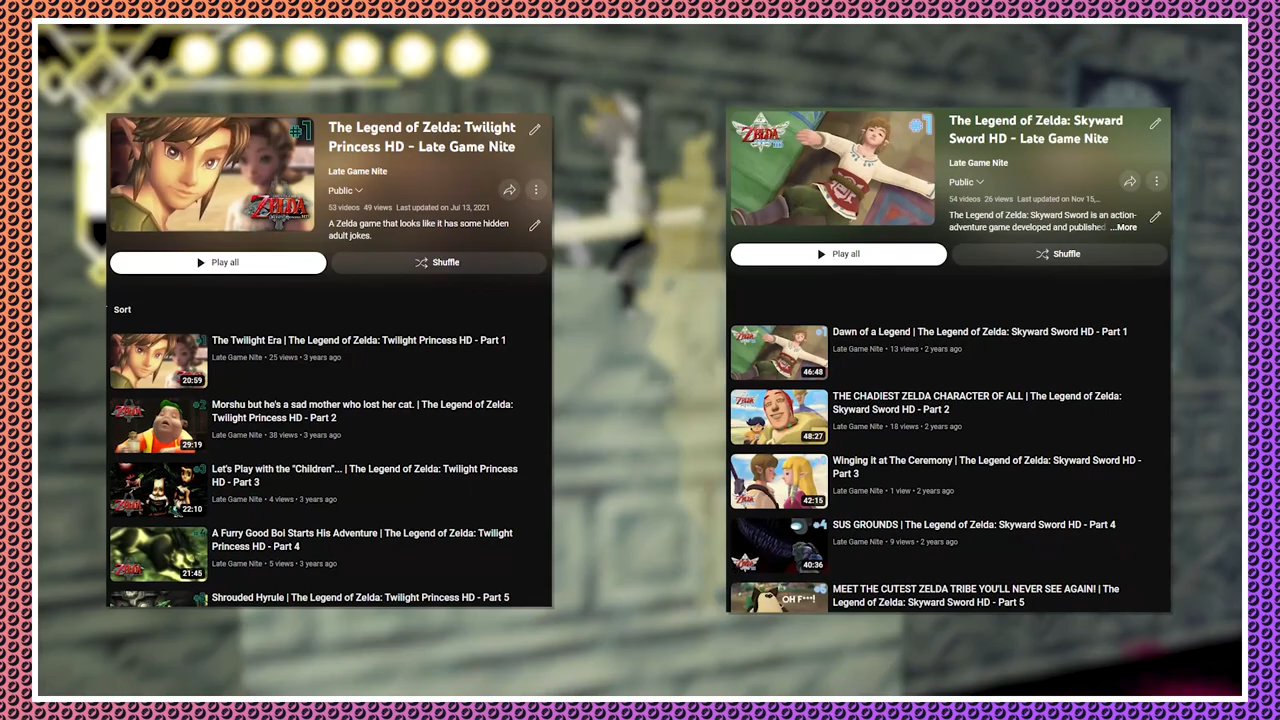 #1
ZELDA
The Legend of Zelda: Twilight
Princess HD - Late Game Nite
Late Game Nite
Public
53 videos 49 views Last updated on Jul 13, 2021
A Zelda game that looks like it has some hidden
adult jokes.
Play all
Shuffle
Sort
20:59
The Twilight Era | The Legend of Zelda: Twilight Princess HD - Part 1
Late Game Nite • 25 views • 3 years ago
29:19
Morshu but he's a sad mother who lost her cat. | The Legend of Zelda:
Twilight Princess HD - Part 2
Late Game Nite • 38 views • 3 years ago
22:10
Let's Play with the "Children"... | The Legend of Zelda: Twilight Princess
HD - Part 3
Late Game Nite • 4 views • 3 years ago
21:45
A Furry Good Boi Starts His Adventure | The Legend of Zelda: Twilight
Princess HD - Part 4
Late Game Nite • 5 views • 3 years ago
Shrouded Hyrule | The Legend of Zelda: Twilight Princess HD - Part 5
ZELDA
#1
The Legend of Zelda: Skyward
Sword HD - Late Game Nite
Late Game Nite
Public
54 videos 26 views Last updated on Nov 15,...
The Legend of Zelda: Skyward Sword is an action-
adventure game developed and published ...More
Play all
Shuffle
46:48
Dawn of a Legend | The Legend of Zelda: Skyward Sword HD - Part 1
Late Game Nite • 13 views • 2 years ago
48:27
THE CHADIEST ZELDA CHARACTER OF ALL | The Legend of Zelda:
Skyward Sword HD - Part 2
Late Game Nite • 18 views • 2 years ago
42:15
Winging it at The Ceremony | The Legend of Zelda: Skyward Sword HD -
Part 3
Late Game Nite • 1 view • 2 years ago
#4
40:36
SUS GROUNDS | The Legend of Zelda: Skyward Sword HD - Part 4
Late Game Nite • 9 views • 2 years ago
OH F***!
MEET THE CUTEST ZELDA TRIBE YOU'LL NEVER SEE AGAIN! | The
Legend of Zelda: Skyward Sword HD - Part 5